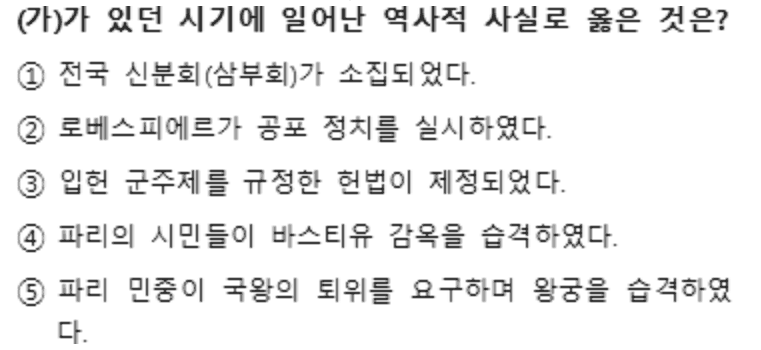 (가)가 있던 시기에 일어난 역사적 사실로 옳은 것은?
① 전국 신분회(삼부회)가 소집되었다.
② 로베스피에르가 공포 정치를 실시하였다.
③ 입헌 군주제를 규정한 헌법이 제정되었다.
④ 파리의 시민들이 바스티유 감옥을 습격하였다.
⑤ 파리 민중이 국왕의 퇴위를 요구하며 왕궁을 습격하였
다.